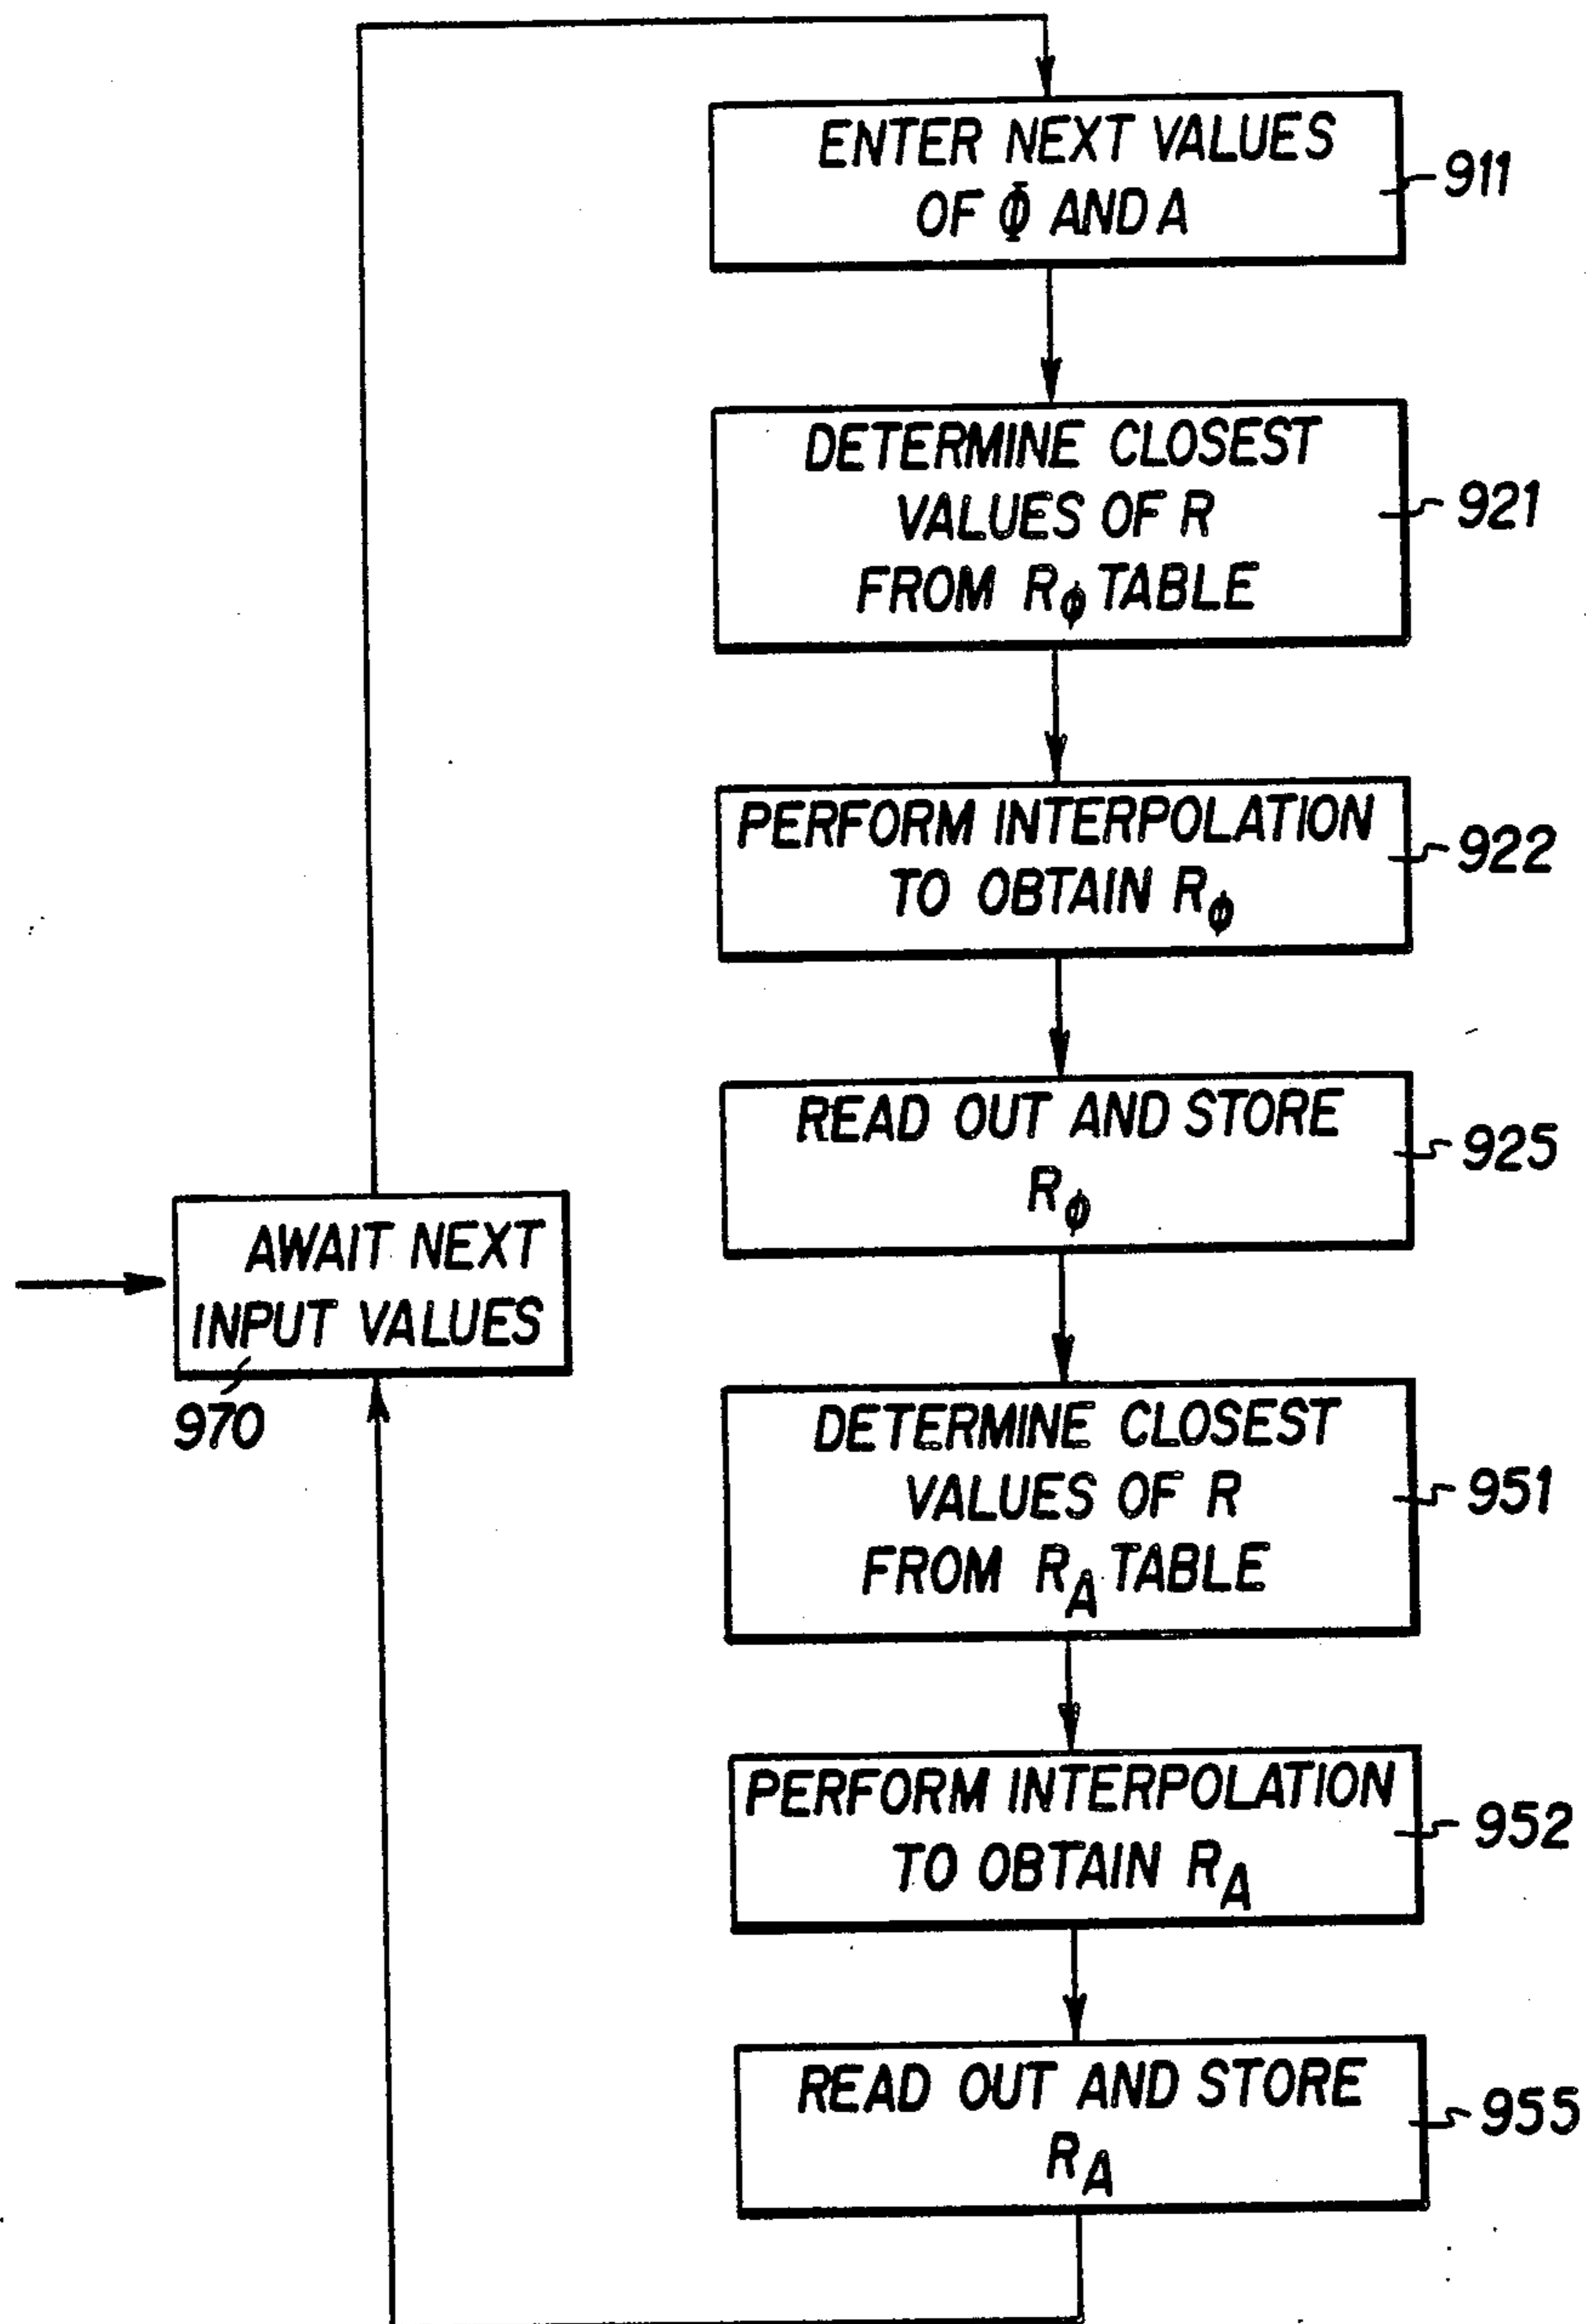 ENTER NEXT VALUES
OF Φ AND A
911
DETERMINE CLOSEST
VALUES OF R
FROM Rϕ TABLE
921
PERFORM INTERPOLATION
TO OBTAIN Rϕ
922
READ OUT AND STORE
Rϕ
925
AWAIT NEXT
INPUT VALUES
970
DETERMINE CLOSEST
VALUES OF R
FROM RA TABLE
951
PERFORM INTERPOLATION
TO OBTAIN RA
952
READ OUT AND STORE
RA
955